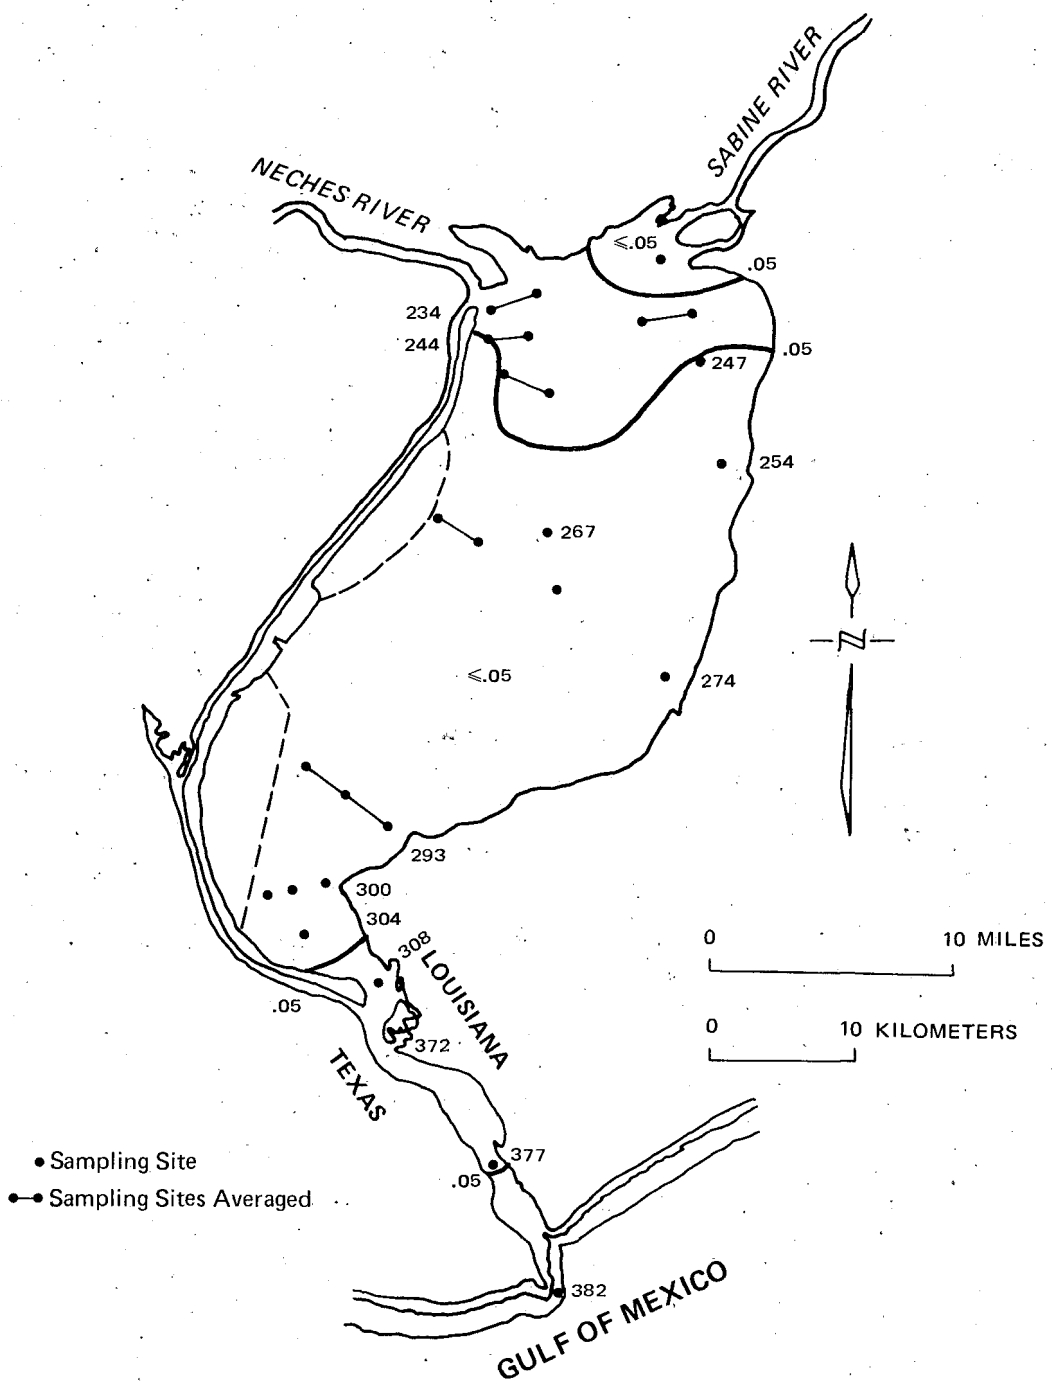 SABINE RIVER
NECHES RIVER
⩽.05
.05
234
244
.05
247
254
267
⩽.05
274
N
293
300
304
308
.05
LOUISIANA
TEXAS
372
0 10 MILES
0 10 KILOMETERS
377
.05
Sampling Site
Sampling Sites Averaged
382
GULF OF MEXICO